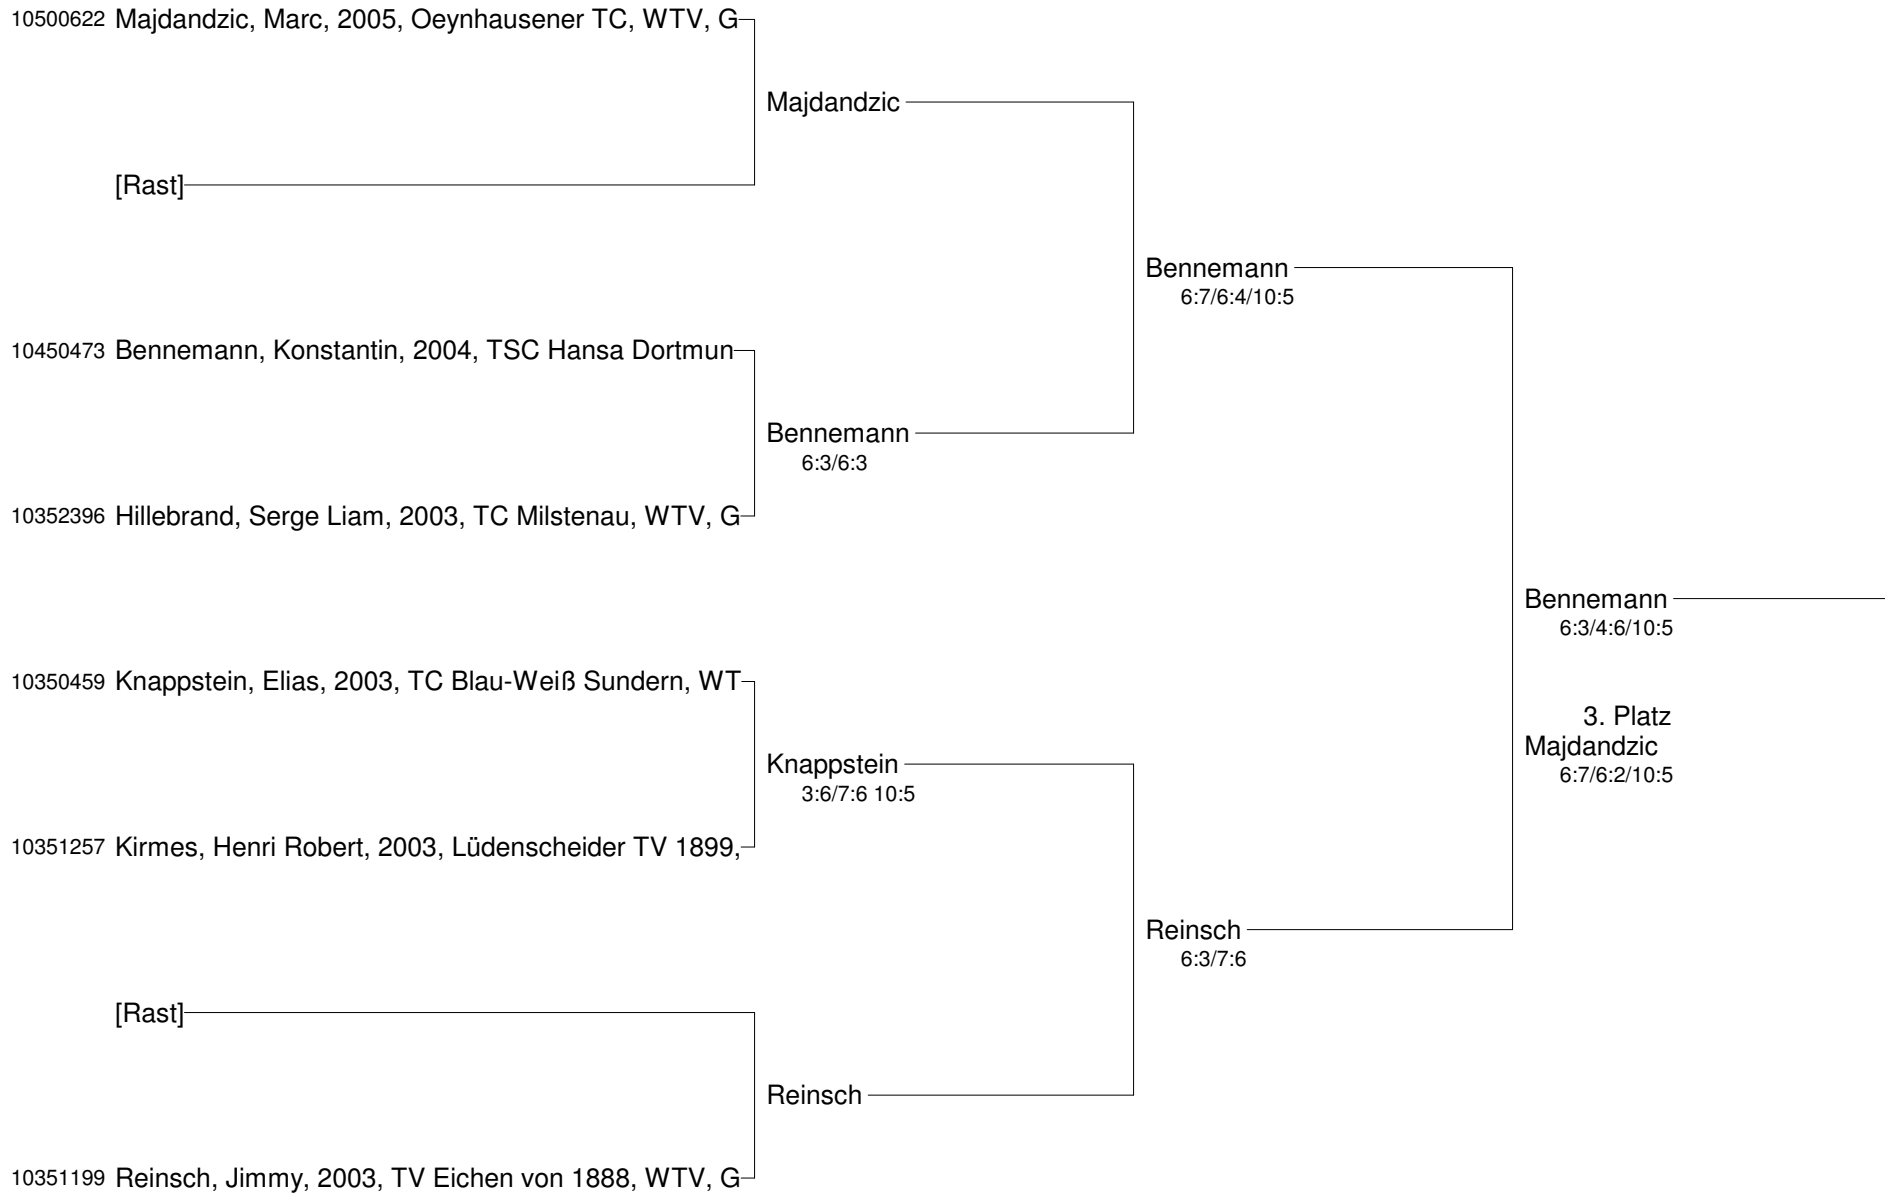 10500622 Majdandzic, Marc, 2005, Oeynhausener TC, WTV, G
Majdandzic
[Rast]
Bennemann
6:7/6:4/10:5
10450473 Bennemann, Konstantin, 2004, TSC Hansa Dortmun
Bennemann
6:3/6:3
10352396 Hillebrand, Serge Liam, 2003, TC Milstenau, WTV, G
Bennemann
6:3/4:6/10:5
10350459 Knappstein, Elias, 2003, TC Blau-Weiß Sundern, WT
3. Platz
Majdandzic
6:7/6:2/10:5
Knappstein
3:6/7:6 10:5
10351257 Kirmes, Henri Robert, 2003, Lüdenscheider TV 1899,
Reinsch
6:3/7:6
[Rast]
Reinsch
10351199 Reinsch, Jimmy, 2003, TV Eichen von 1888, WTV, G